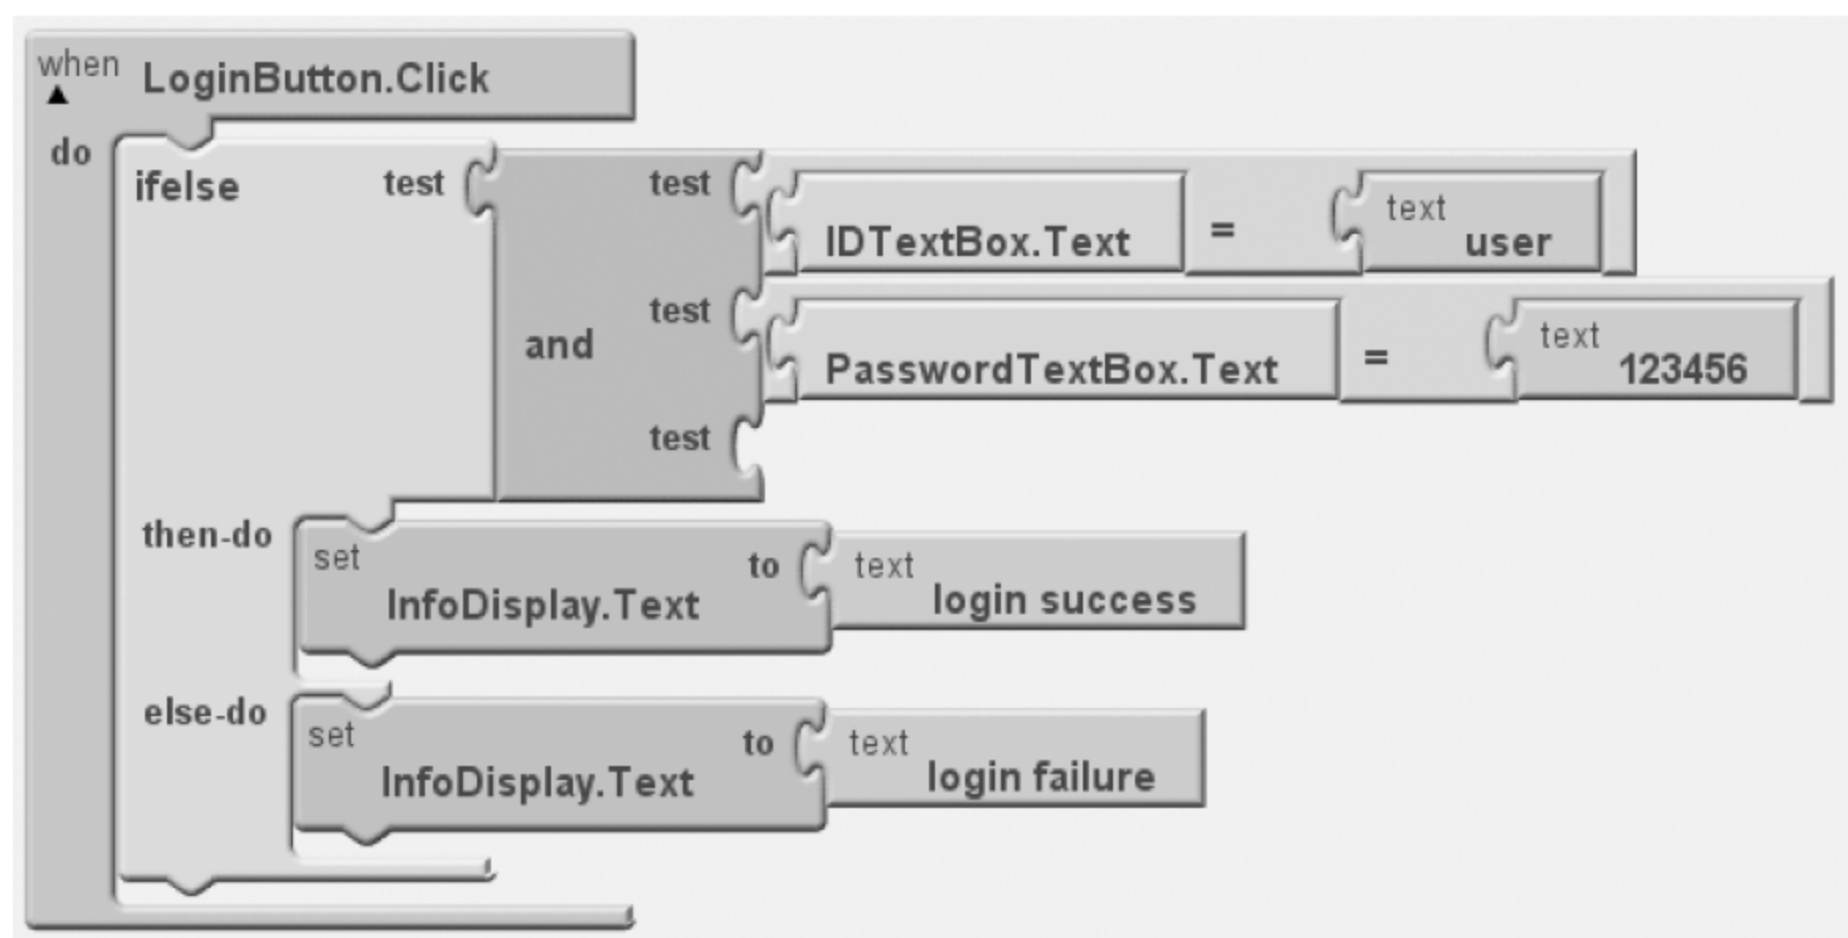 when LoginButton.Click
do
ifelse test test IDTextBox.Text = text user
and test PasswordTextBox.Text = text 123456
test
then-do set InfoDisplay.Text to text login success
else-do set InfoDisplay.Text to text login failure